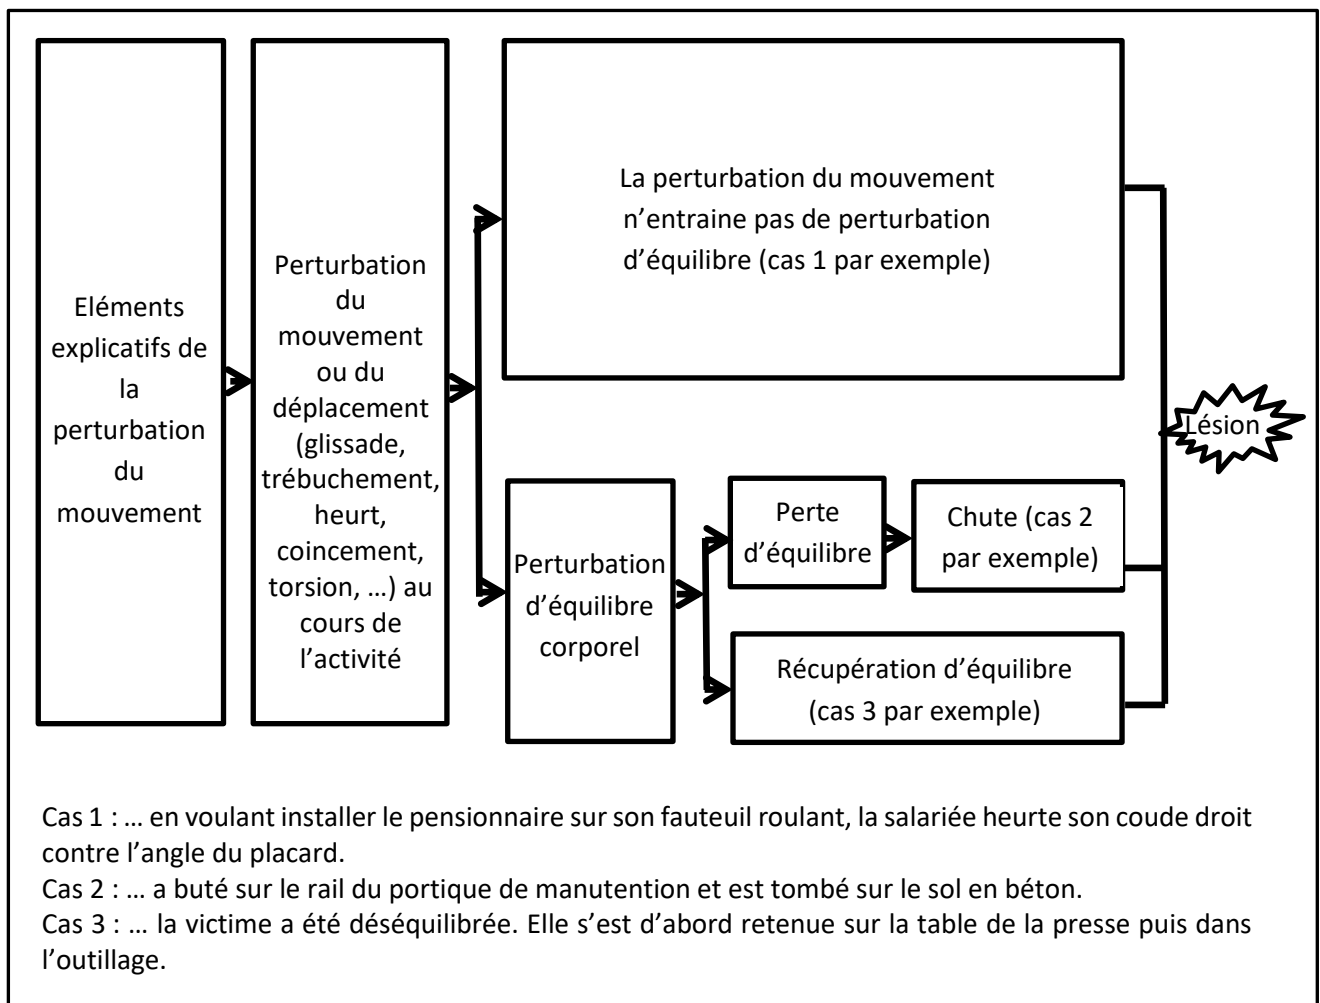 Eléments
explicatifs de
la
perturbation
du
mouvement
Perturbation
du
mouvement
ou du
déplacement
(glissade,
trébuchement,
heurt,
coincement,
torsion, …) au
cours de
l’activité
La perturbation du mouvement
n’entraine pas de perturbation
d’équilibre (cas 1 par exemple)
Perturbation
d’équilibre
corporel
Perte
d’équilibre
Chute (cas 2
par exemple)
Récupération d’équilibre
(cas 3 par exemple)
Lésion
Cas 1 : … en voulant installer le pensionnaire sur son fauteuil roulant, la salariée heurte son coude droit
contre l’angle du placard.
Cas 2 : … a buté sur le rail du portique de manutention et est tombé sur le sol en béton.
Cas 3 : … la victime a été déséquilibrée. Elle s’est d’abord retenue sur la table de la presse puis dans
l’outillage.